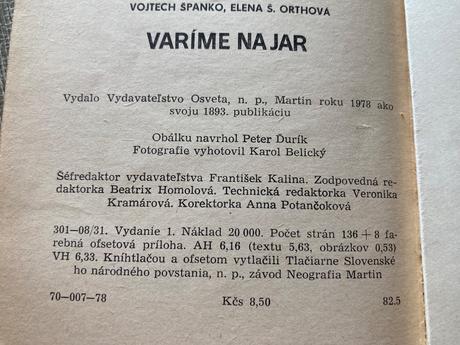 VOJTECH ŠPANKO, ELENA Š. ORTHOVÁ
VARÍME NA JAR
Vydalo Vydavateľstvo Osveta, n. p., Martin roku 1978 ako
svoju 1893. publikáciu
Obálku navrhol Peter Ďurík
Fotografie vyhotovil Karol Belický
Šéfredaktor vydavateľstva František Kalina. Zodpovedná re-
daktorka Beatrix Homolová. Technická redaktorka Veronika
Kramárová. Korektorka Anna Potančoková
301—08/31. Vydanie 1. Náklad 20 000. Počet strán 136 + 8 fa-
rebná ofsetová príloha. AH 6,16 (textu 5,63, obrázkov 0,53)
VH 6,33. Kníhtlačou a ofsetom vytlačili Tlačiarne Slovenské
ho národného povstania, n. p., závod Neografia Martin
70—007—78 Kčs 8,50 82.5